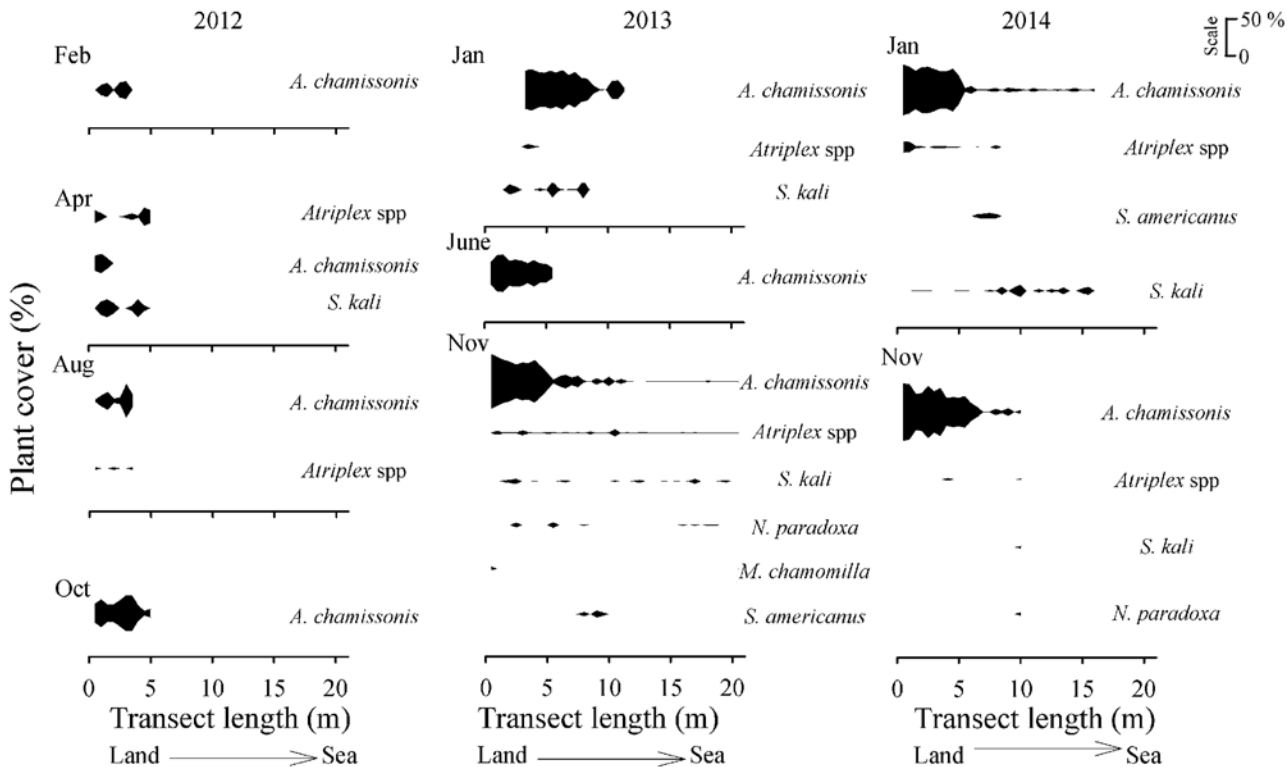 2012
2013
2014
Scale
50 %
0
Plant cover (%)
Feb
A. chamissonis
Apr
Atriplex spp
A. chamissonis
S. kali
Aug
A. chamissonis
Atriplex spp
Oct
A. chamissonis
0 5 10 15 20
Transect length (m)
Land Sea
Jan
A. chamissonis
Atriplex spp
S. kali
June
A. chamissonis
Nov
A. chamissonis
Atriplex spp
S. kali
N. paradoxa
M. chamomilla
S. americanus
0 5 10 15 20
Transect length (m)
Land Sea
Jan
A. chamissonis
Atriplex spp
S. americanus
S. kali
Nov
A. chamissonis
Atriplex spp
S. kali
N. paradoxa
0 5 10 15 20
Transect length (m)
Land Sea